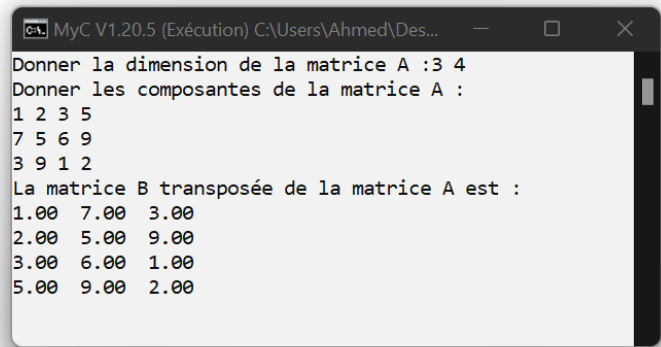 MyC V1.20.5 (Exécution) C:\Users\Ahmed\Des...
Donner la dimension de la matrice A :3 4
Donner les composantes de la matrice A :
1 2 3 5
7 5 6 9
3 9 1 2
La matrice B transposée de la matrice A est :
1.00  7.00  3.00
2.00  5.00  9.00
3.00  6.00  1.00
5.00  9.00  2.00